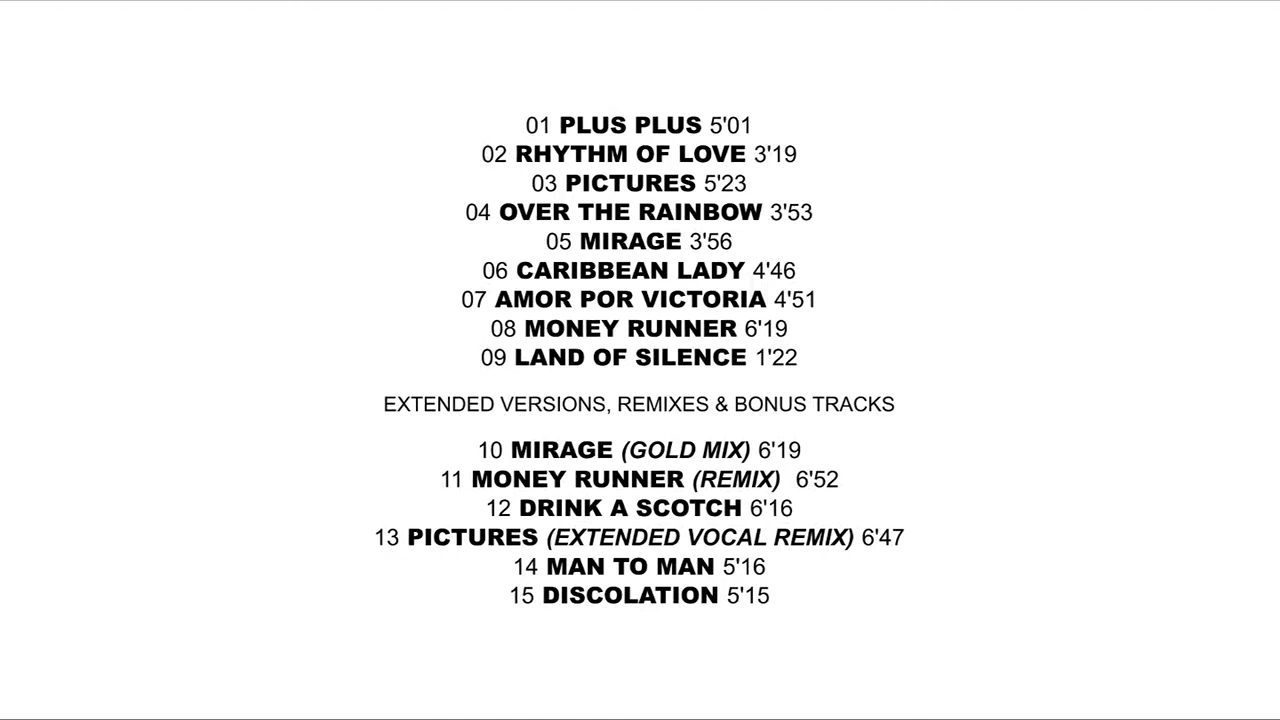 01 PLUS PLUS 5'01
02 RHYTHM OF LOVE 3'19
03 PICTURES 5'23
04 OVER THE RAINBOW 3'53
05 MIRAGE 3'56
06 CARIBBEAN LADY 4'46
07 AMOR POR VICTORIA 4'51
08 MONEY RUNNER 6'19
09 LAND OF SILENCE 1'22
EXTENDED VERSIONS, REMIXES & BONUS TRACKS
10 MIRAGE (GOLD MIX) 6'19
11 MONEY RUNNER (REMIX) 6'52
12 DRINK A SCOTCH 6'16
13 PICTURES (EXTENDED VOCAL REMIX) 6'47
14 MAN TO MAN 5'16
15 DISCOLATION 5'15